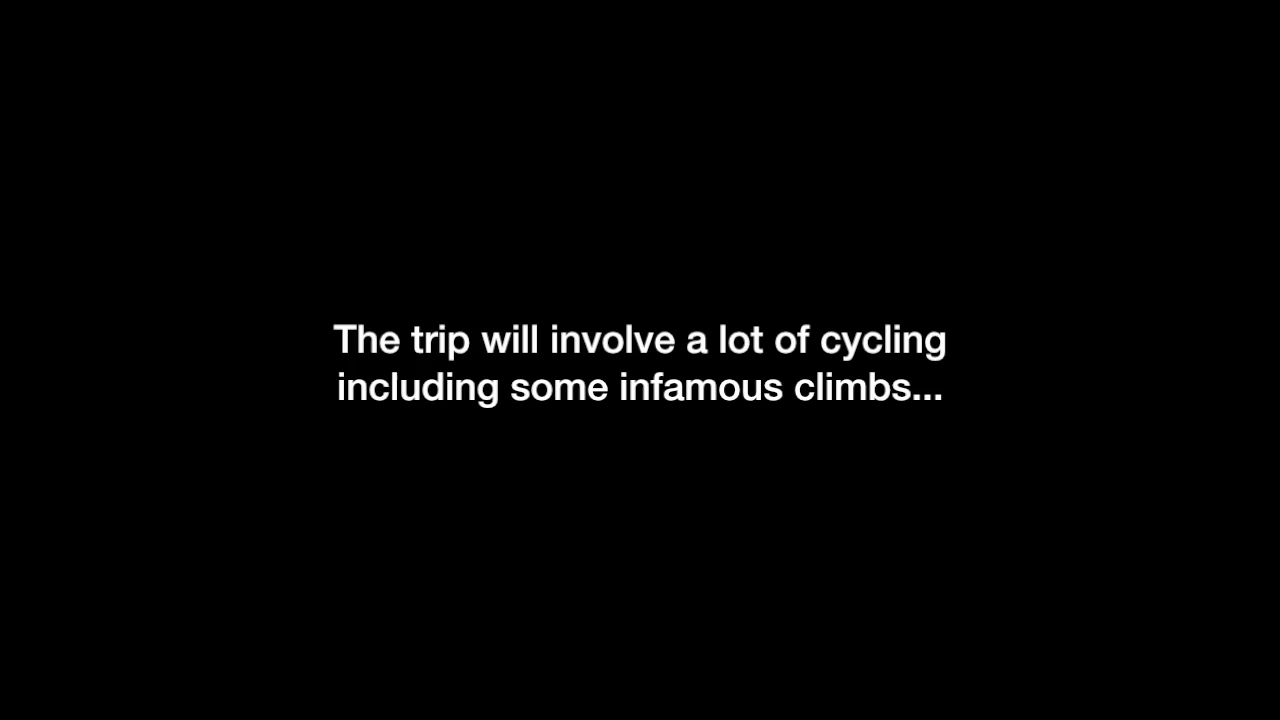 The trip will involve a lot of cycling
including some infamous climbs...